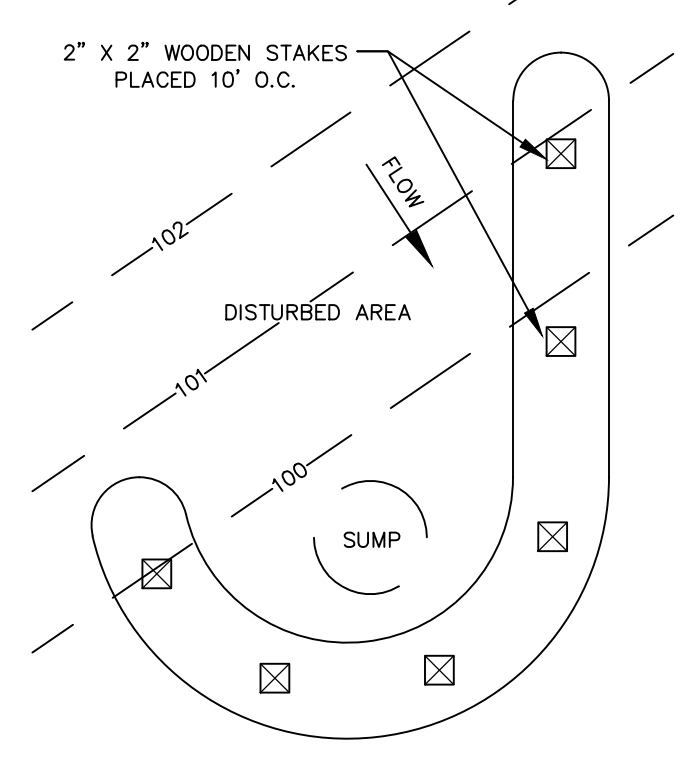 2” X 2” WOODEN STAKES
PLACED 10’ O.C.
FLOW
102
DISTURBED AREA
101
100
SUMP